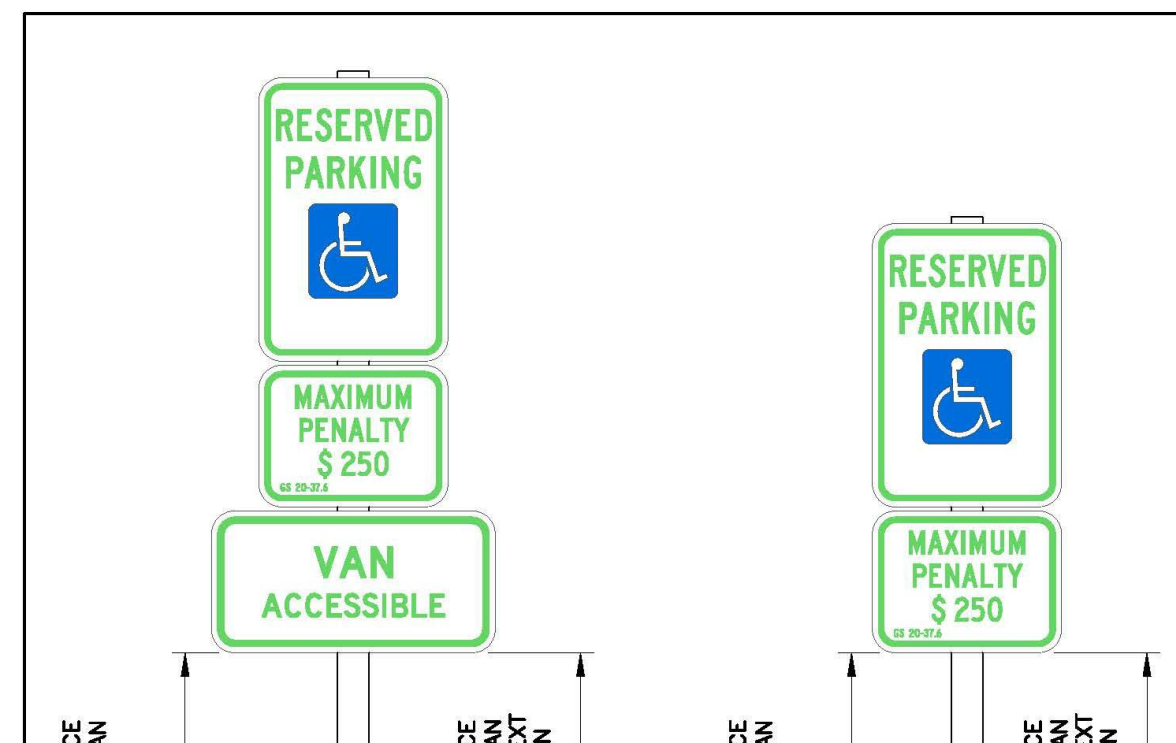 RESERVED
PARKING
MAXIMUM
PENALTY
$ 250
GS 20-37.6
VAN
ACCESSIBLE
RESERVED
PARKING
MAXIMUM
PENALTY
$ 250
GS 20-37.6